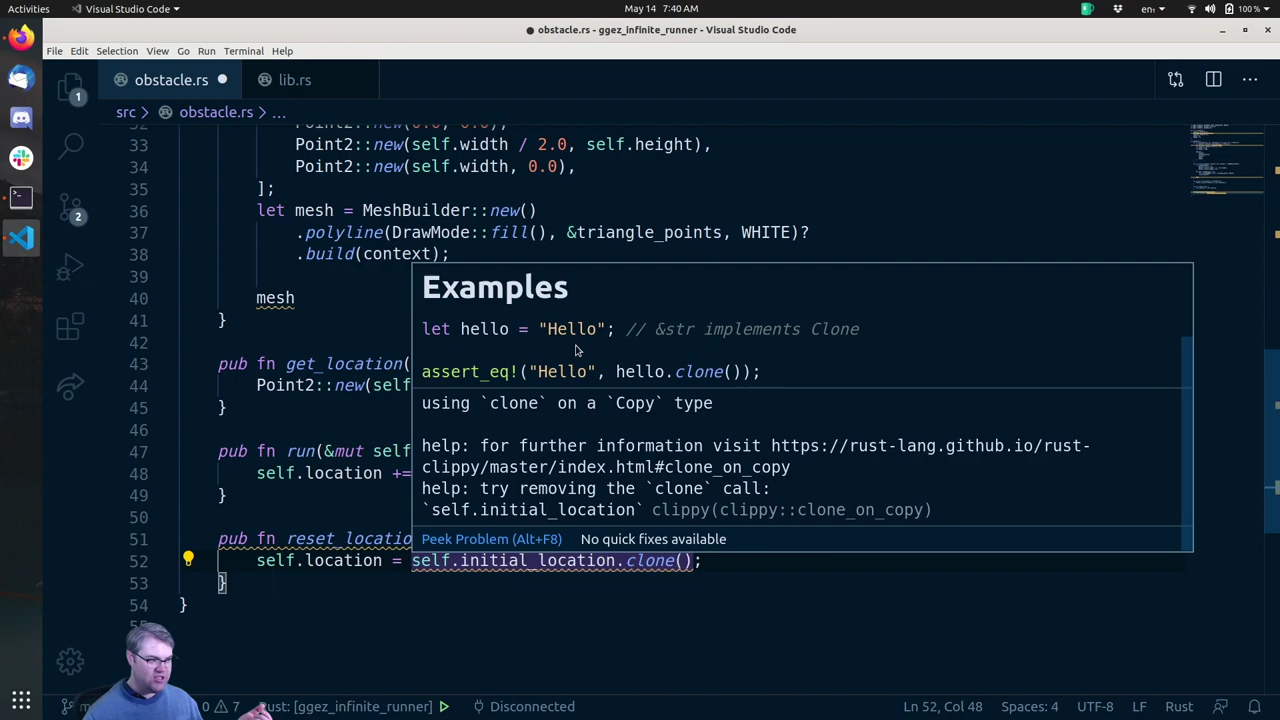 Activities
Visual Studio Code
May 14 7:40 AM
en
100 %
obstacle.rs - ggez_infinite_runner - Visual Studio Code
File Edit Selection View Go Run Terminal Help
obstacle.rs
lib.rs
src > obstacle.rs > ...
1
2
33 Point2::new(self.width / 2.0, self.height),
34 Point2::new(self.width, 0.0),
35 ];
36 let mesh = MeshBuilder::new()
37 .polyline(DrawMode::fill(), &triangle_points, WHITE)?
38 .build(context);
39
40 mesh
41 }
43 pub fn get_location(
44 Point2::new(self
45 }
47 pub fn run(&mut self
48 self.location +=
49 }
50
51 pub fn reset_locatio
52 self.location = self.initial_location.clone();
53 }
54 }
55
Examples
let hello = "Hello"; // &str implements Clone
assert_eq!("Hello", hello.clone());
using `clone` on a `Copy` type
help: for further information visit https://rust-lang.github.io/rust-
clippy/master/index.html#clone_on_copy
help: try removing the `clone` call:
`self.initial_location` clippy(clippy::clone_on_copy)
Peek Problem (Alt+F8) No quick fixes available
0 7 Rust: [ggez_infinite_runner] Disconnected
Ln 52, Col 48 Spaces: 4 UTF-8 LF Rust